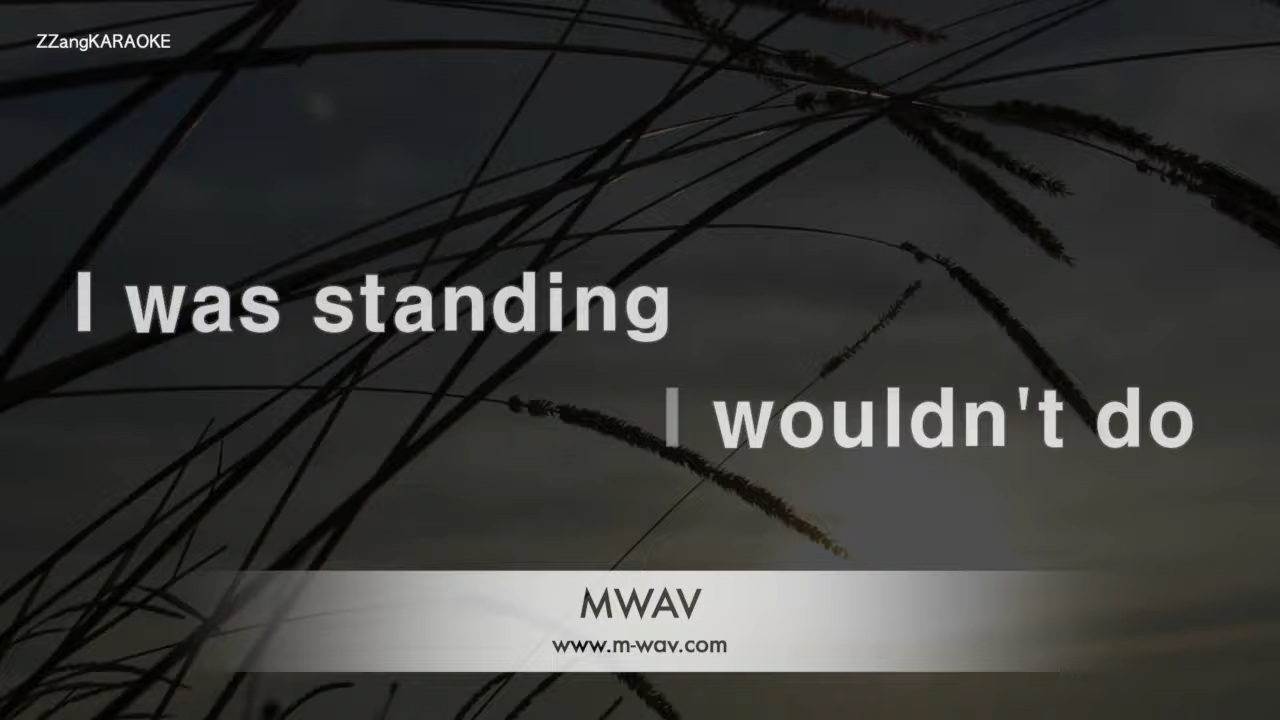 ZZangKARAOKE
I was standing
I wouldn't do
MWAV
www.m-wav.com